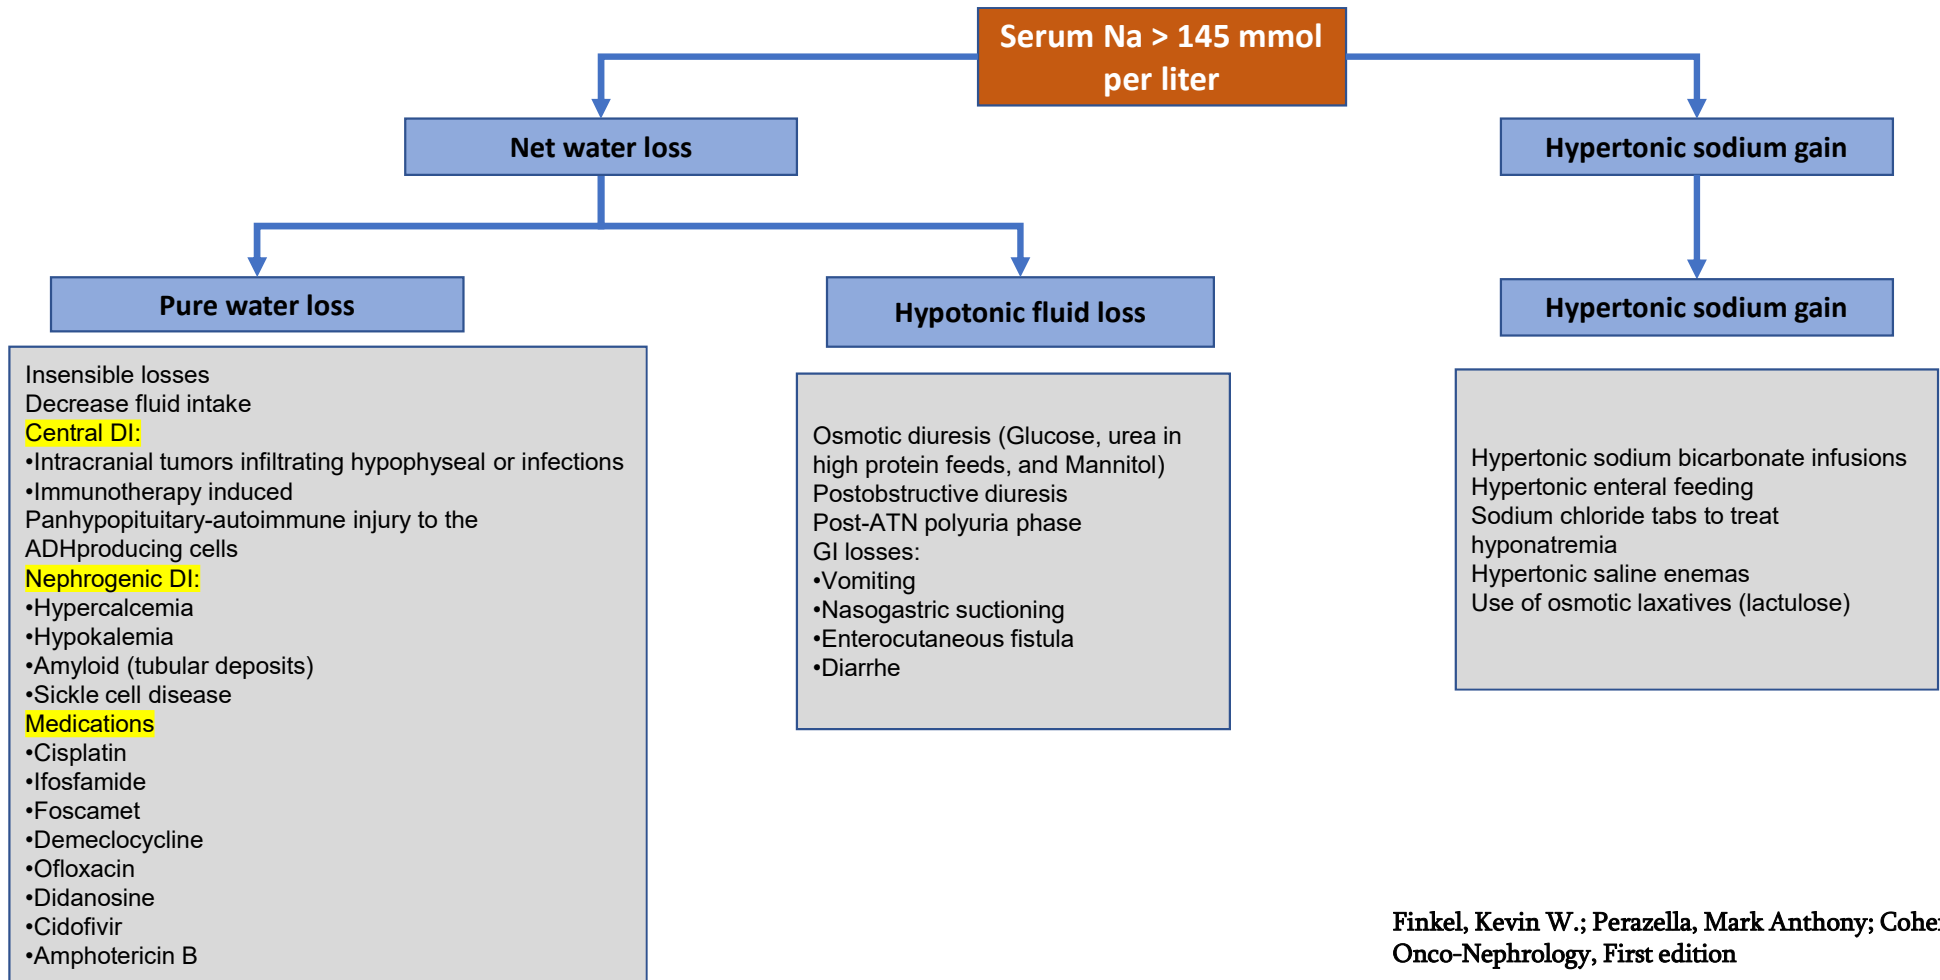 Serum Na > 145 mmol
per liter
Net water loss
Hypertonic sodium gain
Pure water loss
Hypotonic fluid loss
Hypertonic sodium gain
Insensible losses
Decrease fluid intake
Central DI:
•Intracranial tumors infiltrating hypophyseal or infections
•Immunotherapy induced
Panhypopituitary-autoimmune injury to the
ADHproducing cells
Nephrogenic DI:
•Hypercalcemia
•Hypokalemia
•Amyloid (tubular deposits)
•Sickle cell disease
Medications
•Cisplatin
•Ifosfamide
•Foscamet
•Demeclocycline
•Ofloxacin
•Didanosine
•Cidofivir
•Amphotericin B
Osmotic diuresis (Glucose, urea in
high protein feeds, and Mannitol)
Postobstructive diuresis
Post-ATN polyuria phase
GI losses:
•Vomiting
•Nasogastric suctioning
•Enterocutaneous fistula
•Diarrhe
Hypertonic sodium bicarbonate infusions
Hypertonic enteral feeding
Sodium chloride tabs to treat
hyponatremia
Hypertonic saline enemas
Use of osmotic laxatives (lactulose)
Finkel, Kevin W.; Perazella, Mark Anthony;
Onco-Nephrology, First edition